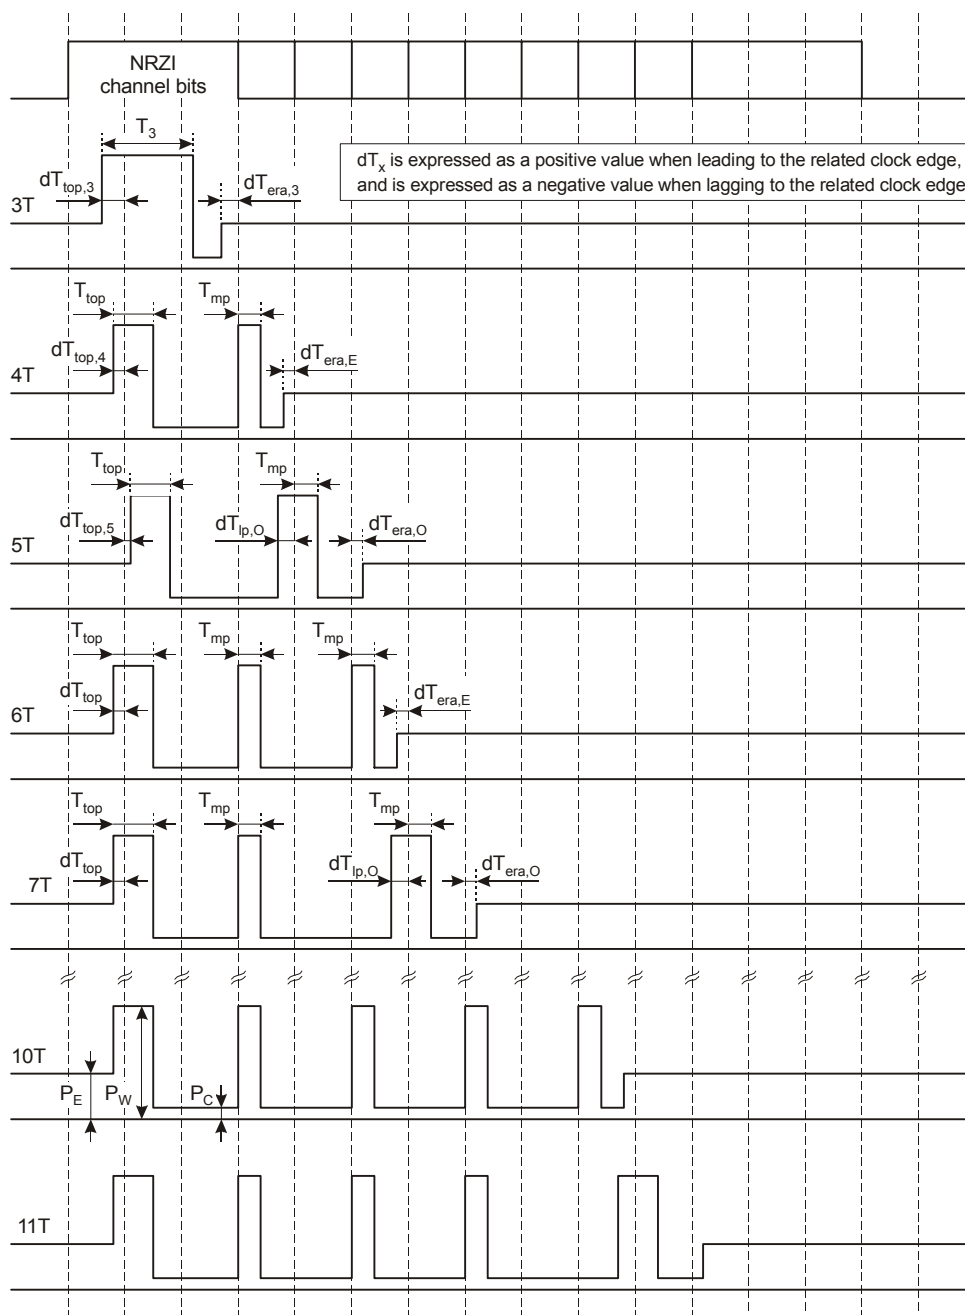 NRZI
channel bits
T3
dTx is expressed as a positive value when leading to the related clock edge,
and is expressed as a negative value when lagging to the related clock edge
dTtop,3
dTera,3
3T
Ttop
Tmp
dTtop,4
dTera,E
4T
Ttop
Tmp
dTtop,5
dTlp,O
dTera,O
5T
Ttop
Tmp
Tmp
dTtop
dTera,E
6T
Ttop
Tmp
Tmp
dTtop
dTlp,O
dTera,O
7T
10T
PE
PW
PC
11T